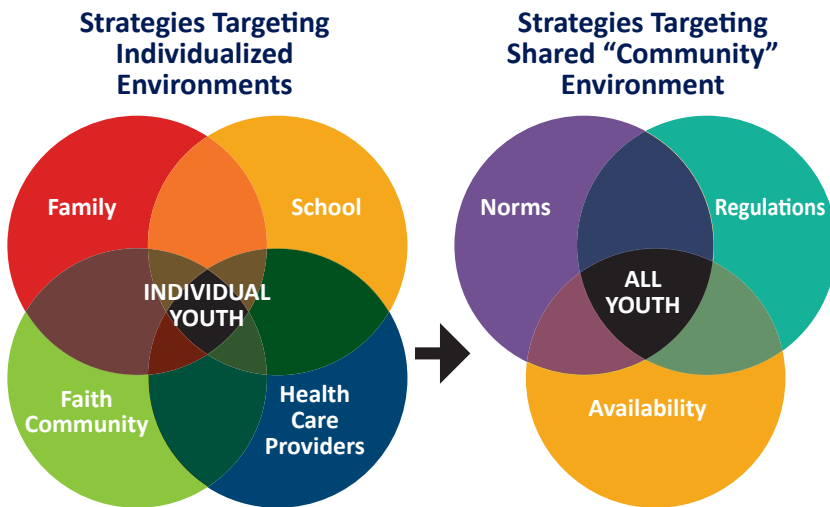 Strategies Targeting
Individualized
Environments
Family
School
INDIVIDUAL
YOUTH
Faith
Community
Health
Care
Providers
Strategies Targeting
Shared “Community”
Environment
Norms
Regulations
ALL
YOUTH
Availability